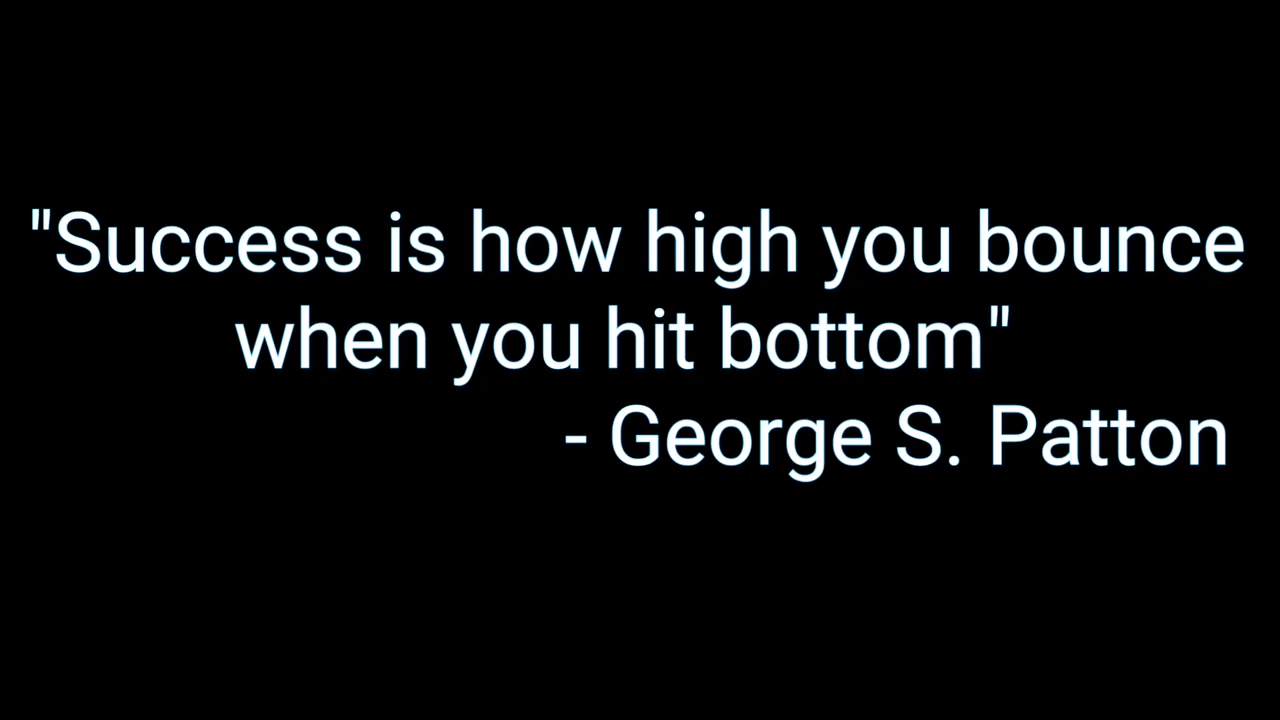 "Success is how high you bounce
when you hit bottom"
- George S. Patton